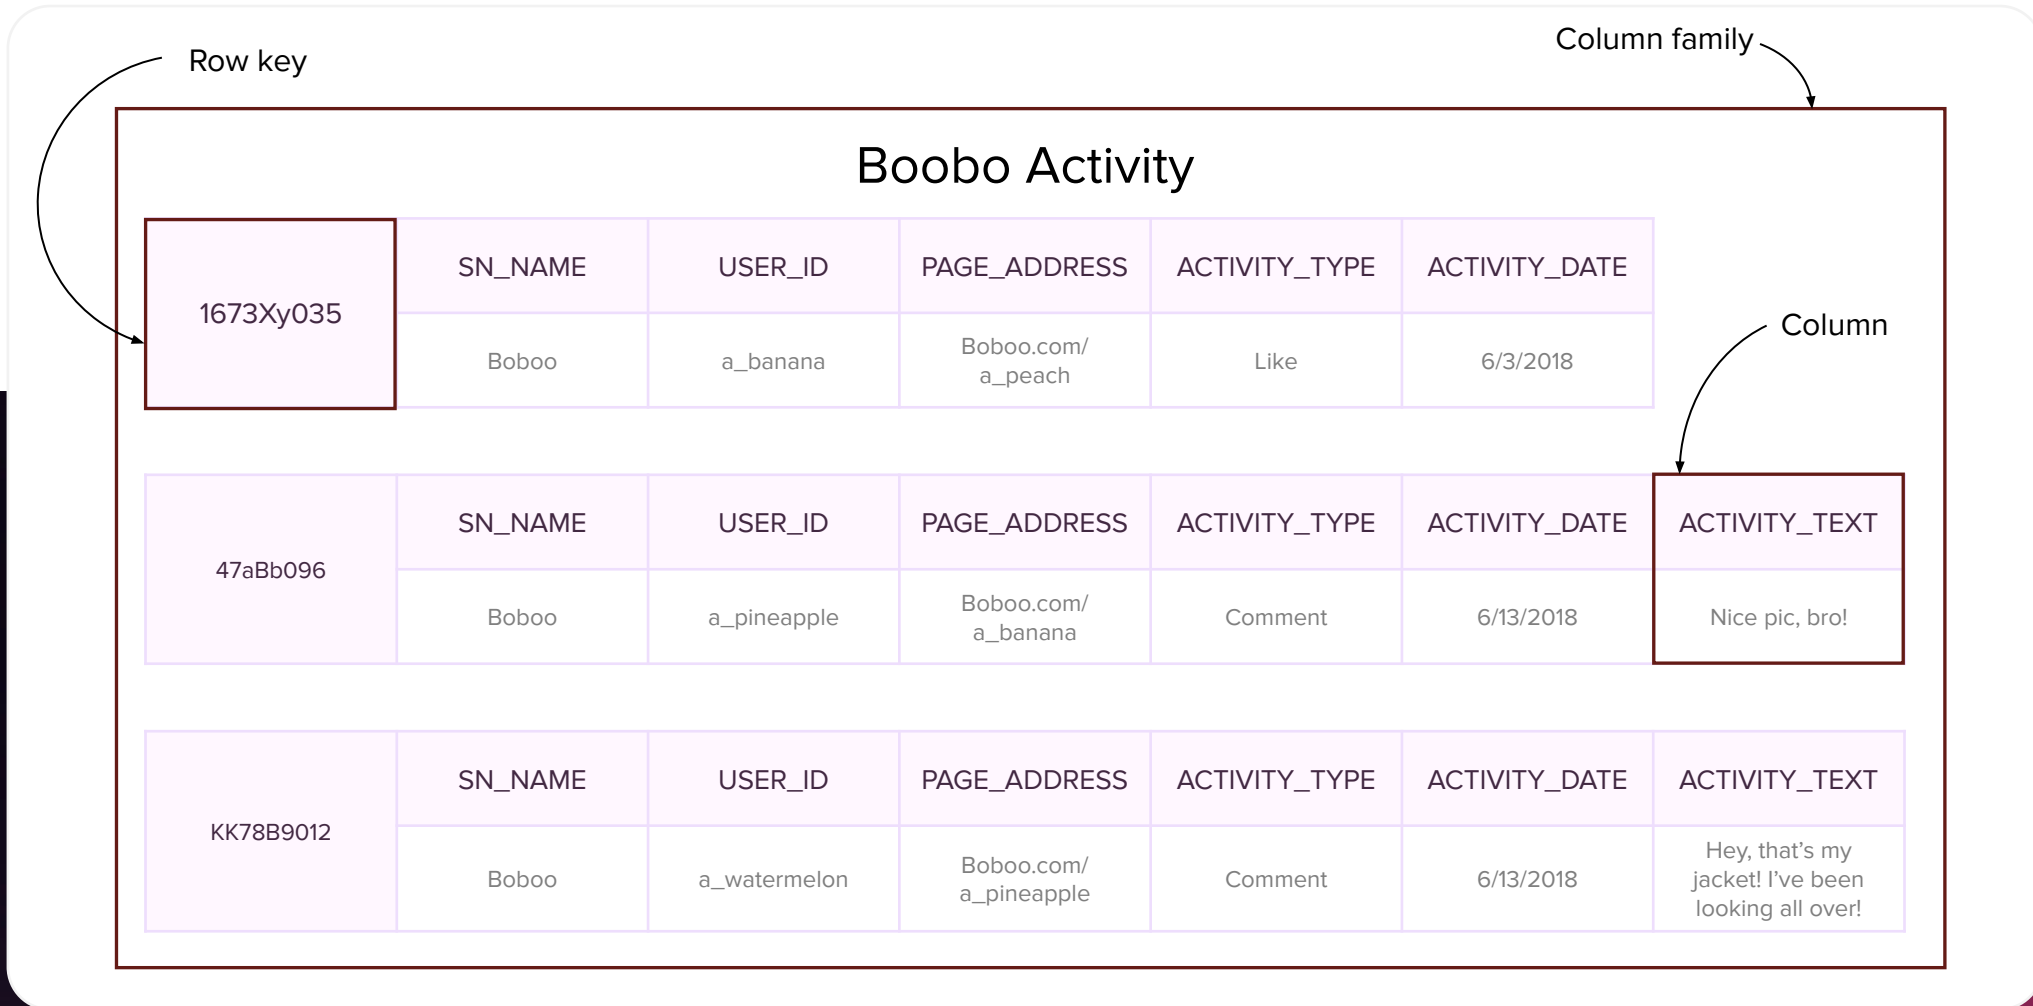 Row key
Column family
Boobo Activity
1673Xy035
SN_NAME
USER_ID
PAGE_ADDRESS
ACTIVITY_TYPE
ACTIVITY_DATE
Boboo
a_banana
Boboo.com/
a_peach
Like
6/3/2018
Column
47aBb096
SN_NAME
USER_ID
PAGE_ADDRESS
ACTIVITY_TYPE
ACTIVITY_DATE
ACTIVITY_TEXT
Boboo
a_pineapple
Boboo.com/
a_banana
Comment
6/13/2018
Nice pic, bro!
KK78B9012
SN_NAME
USER_ID
PAGE_ADDRESS
ACTIVITY_TYPE
ACTIVITY_DATE
ACTIVITY_TEXT
Boboo
a_watermelon
Boboo.com/
a_pineapple
Comment
6/13/2018
Hey, that’s my
jacket! I’ve been
looking all over!